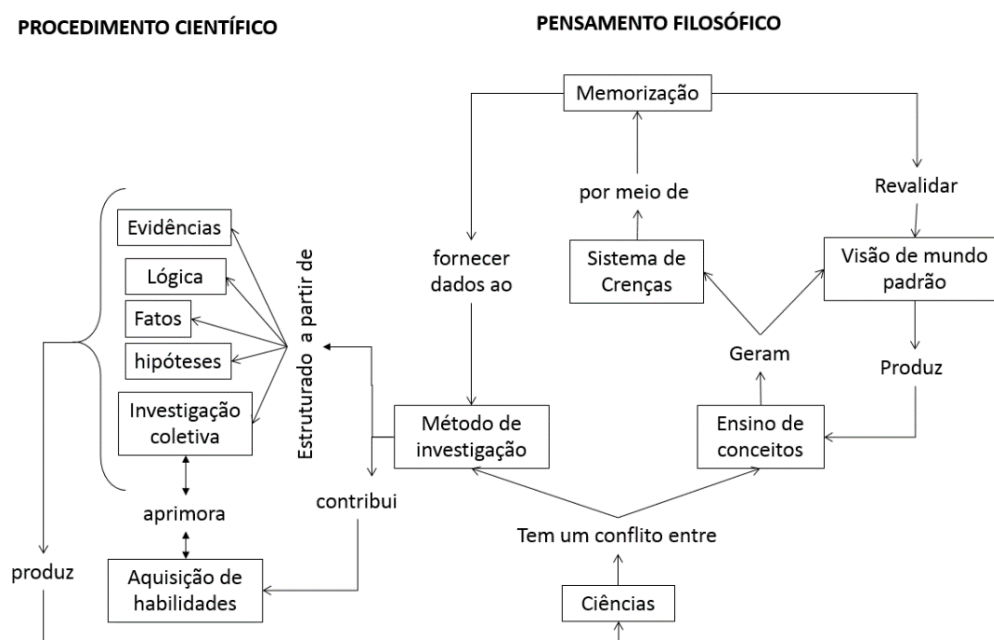 PROCEDIMENTO CIENTÍFICO
PENSAMENTO FILOSÓFICO
Memorização
por meio de
Revalidar
Evidências
Lógica
Fatos
hipóteses
Investigação
coletiva
Estruturado a partir de
fornecer
dados ao
Sistema de
Crenças
Visão de mundo
padrão
Geram
Produz
Método de
investigação
Ensino de
conceitos
contribui
aprimora
Tem um conflito entre
produz
Aquisição de
habilidades
Ciências